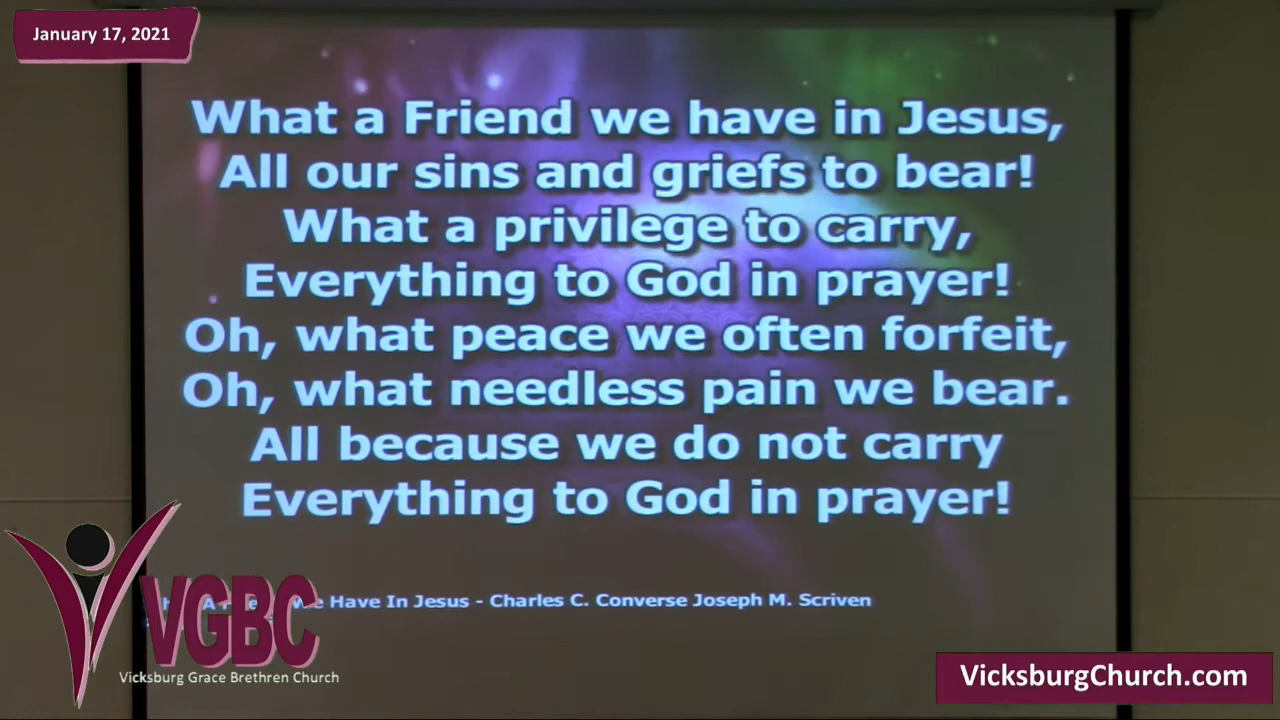 January 17, 2021
What a Friend we have in Jesus,
All our sins and griefs to bear!
What a privilege to carry,
Everything to God in prayer!
Oh, what peace we often forfeit,
Oh, what needless pain we bear.
All because we do not carry
Everything to God in prayer!
We Have In Jesus - Charles C. Converse Joseph M. Scriven
VGBC
Vicksburg Grace Brethren Church
VicksburgChurch.com